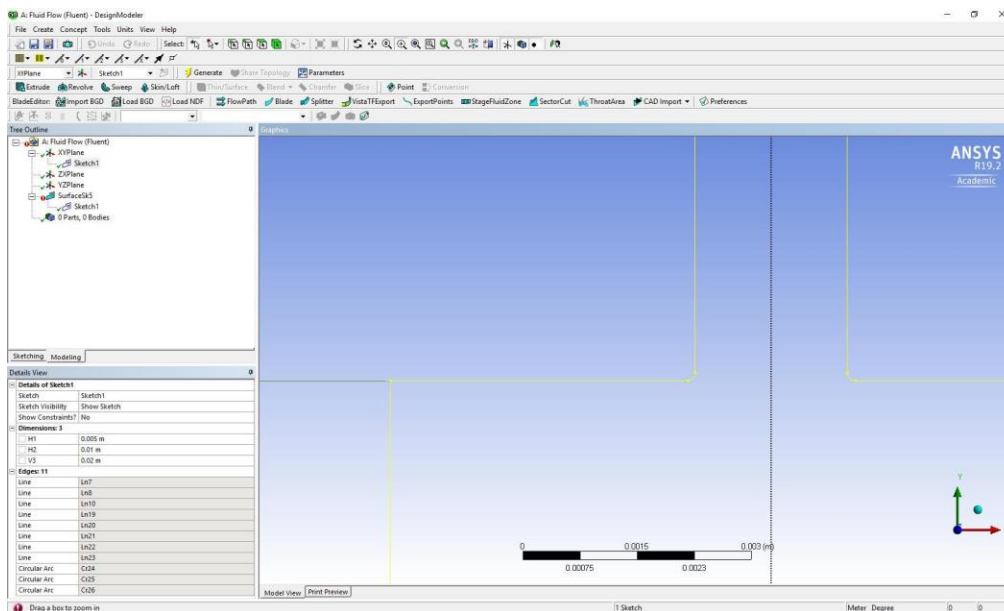 A: Fluid Flow (Fluent) - DesignModeler
File Create Concept Tools Units View Help
Undo Redo Select:
XYPlane Sketch1 Generate Share Topology Parameters
Extrude Revolve Sweep Skin/Loft Thin/Surface Blend Chamfer Slice Point Conversion
BladeEditor: Import BGD Load BGD Load NDF FlowPath Blade Splitter VistaTFExport ExportPoints StageFluidZone SectorCut ThroatArea CAD Import Preferences
Tree Outline
A: Fluid Flow (Fluent)
XYPlane
Sketch1
ZXPlane
YZPlane
SurfaceSk5
Sketch1
0 Parts, 0 Bodies
Sketching Modeling
Details View
Details of Sketch1
Sketch Sketch1
Sketch Visibility Show Sketch
Show Constraints? No
Dimensions: 3
H1 0.005 m
H2 0.01 m
V3 0.02 m
Edges: 11
Line Ln7
Line Ln8
Line Ln10
Line Ln19
Line Ln20
Line Ln21
Line Ln22
Line Ln23
Circular Arc Cr24
Circular Arc Cr25
Circular Arc Cr26
Graphics
ANSYS
R19.2
Academic
Y
0 0.0015 0.003 (m)
0.00075 0.0023
Model View Print Preview
Drag a box to zoom in 1 Sketch Meter Degree 0 0